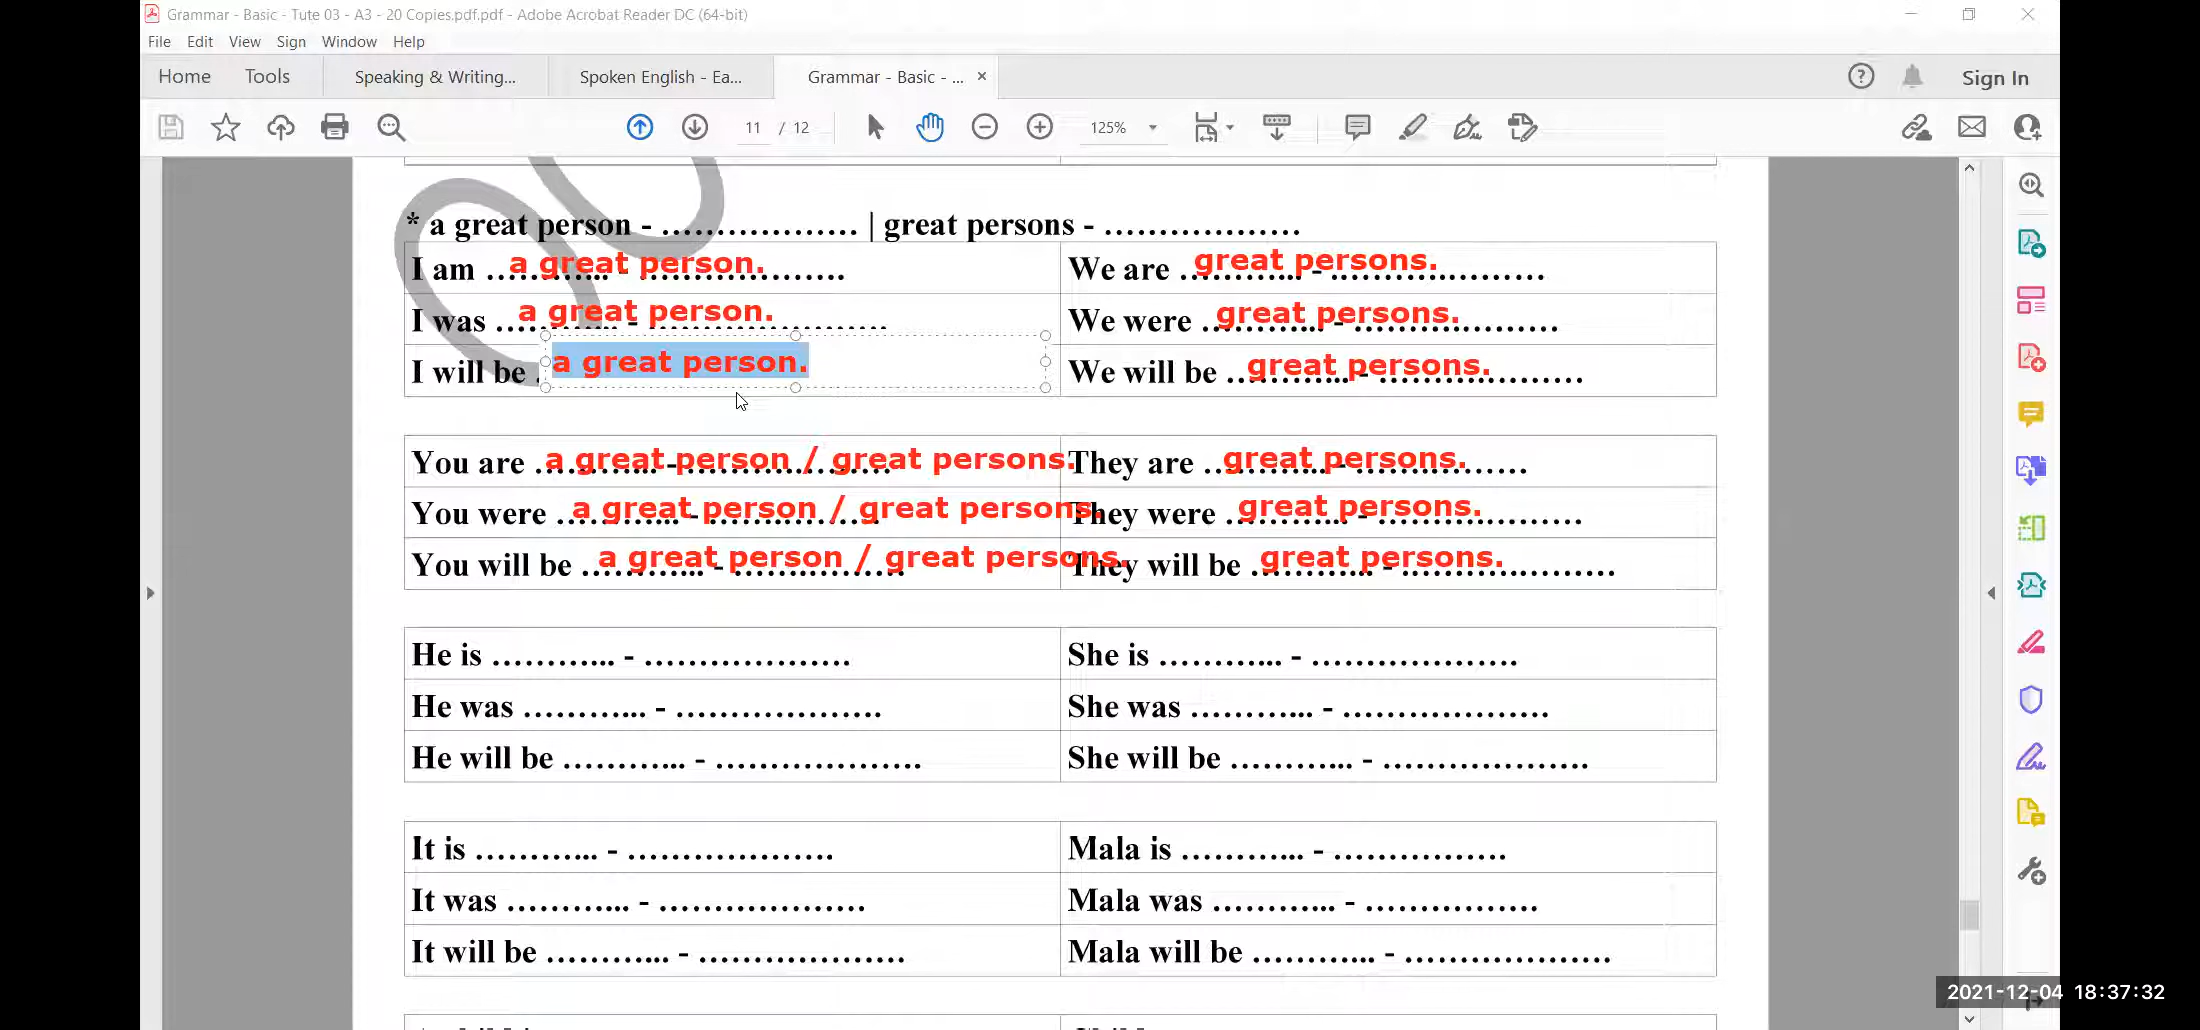 Grammar - Basic - Tute 03 - A3 - 20 Copies.pdf.pdf - Adobe Acrobat Reader DC (64-bit)
File Edit View Sign Window Help
Home Tools Speaking & Writing... Spoken English - Ea... Grammar - Basic - ... × Sign In
11 / 12 125%
* a great person - ……………… | great persons - ………………
I am ………... - ………………. a great person.
We are ………... - ………………… great persons.
I was ………... - …………………. a great person.
We were ………... - ………………… great persons.
I will be . a great person.
We will be ………... - ………………… great persons.
You are ………... - ………………. a great person / great persons.
They are ………... - ……………… great persons.
You were ………... - ……………. a great person / great persons.
They were ………... - ………………… great persons.
You will be ………... - ……………. a great person / great persons.
They will be ………... - ………………… great persons.
He is ………... - ……………….
She is ………... - ……………….
He was ………... - ……………….
She was ………... - ……………….
He will be ………... - ……………….
She will be ………... - ……………….
It is ………... - ……………….
Mala is ………... - …………….
It was ………... - ……………….
Mala was ………... - …………….
It will be ………... - ……………….
Mala will be ………... - ……………….
2021-12-04 18:37:32